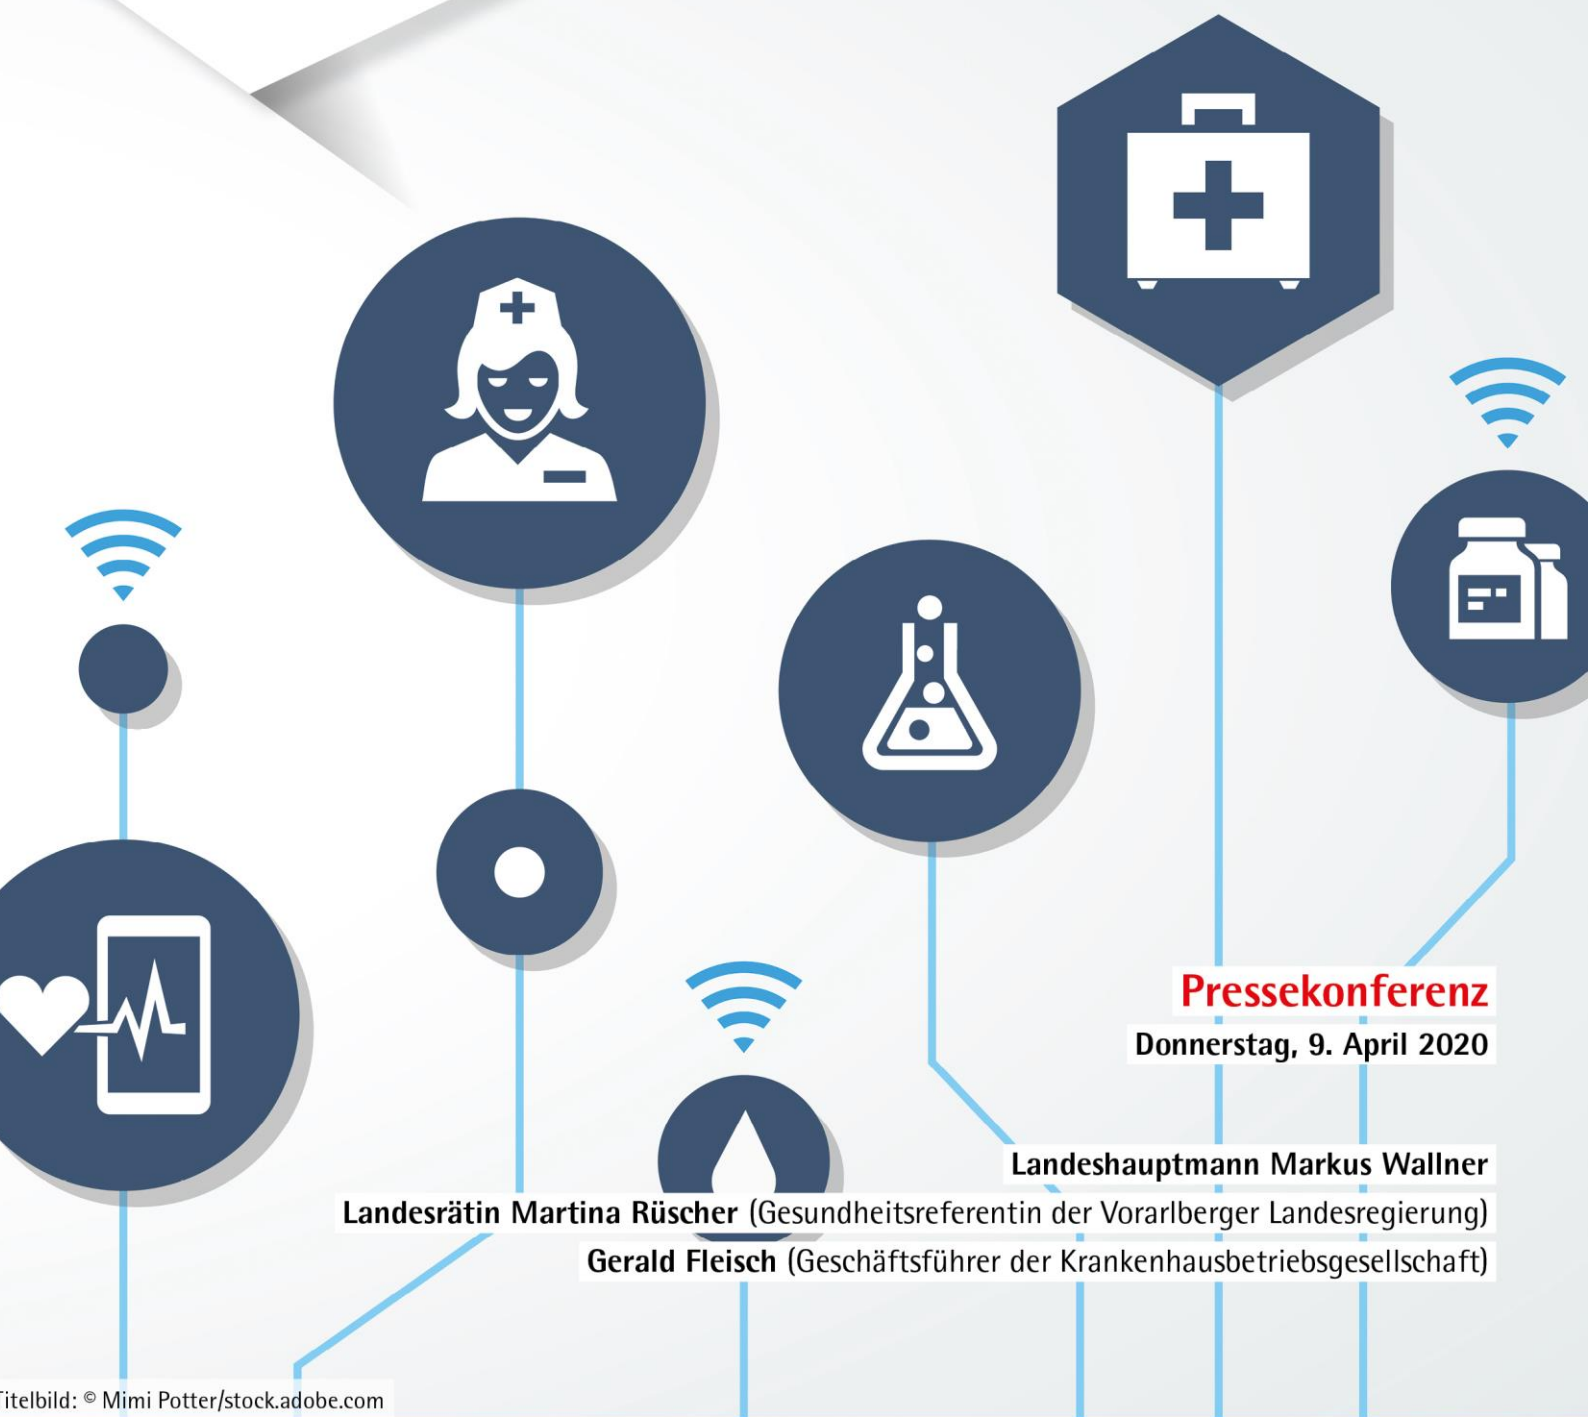 Pressekonferenz
Donnerstag, 9. April 2020
Landeshauptmann Markus Wallner
Landesrätin Martina Rüscher (Gesundheitsreferentin der Vorarlberger Landesregierung)
Gerald Fleisch (Geschäftsführer der Krankenhausbetriebsgesellschaft)
Titelbild: © Mimi Potter/stock.adobe.com